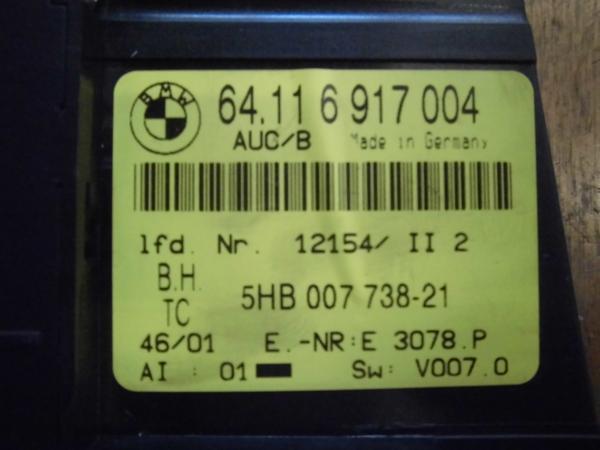 BMW 64.11 6 917 004
AUC/B Made in Germany
lfd. Nr. 12154/ II 2
B.H.
TC 5HB 007 738-21
46/01 E.-NR:E 3078.P
AI : 01 Sw: V007.0